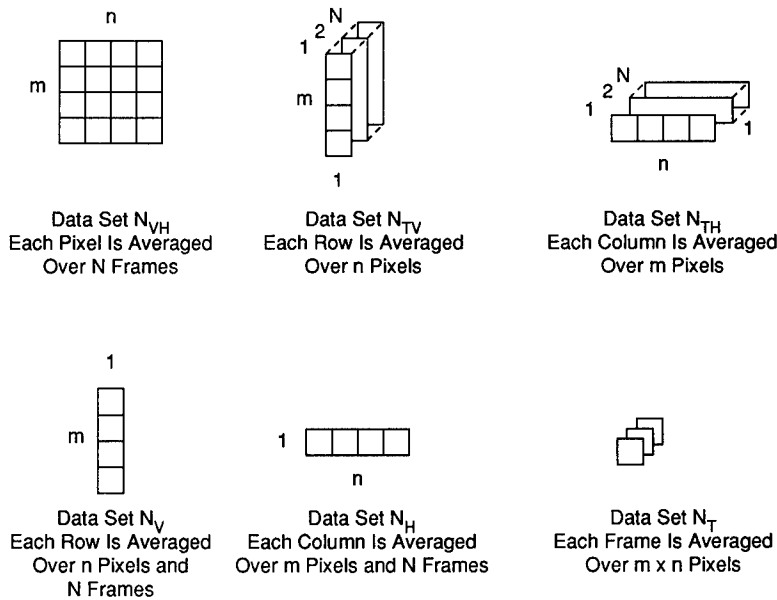 n
m
Data Set N_VH
Each Pixel Is Averaged
Over N Frames
N
2
1
m
1
Data Set N_TV
Each Row Is Averaged
Over n Pixels
N
2
1
1
n
Data Set N_TH
Each Column Is Averaged
Over m Pixels
1
m
Data Set N_V
Each Row Is Averaged
Over n Pixels and
N Frames
1
n
Data Set N_H
Each Column Is Averaged
Over m Pixels and N Frames
Data Set N_T
Each Frame Is Averaged
Over m x n Pixels